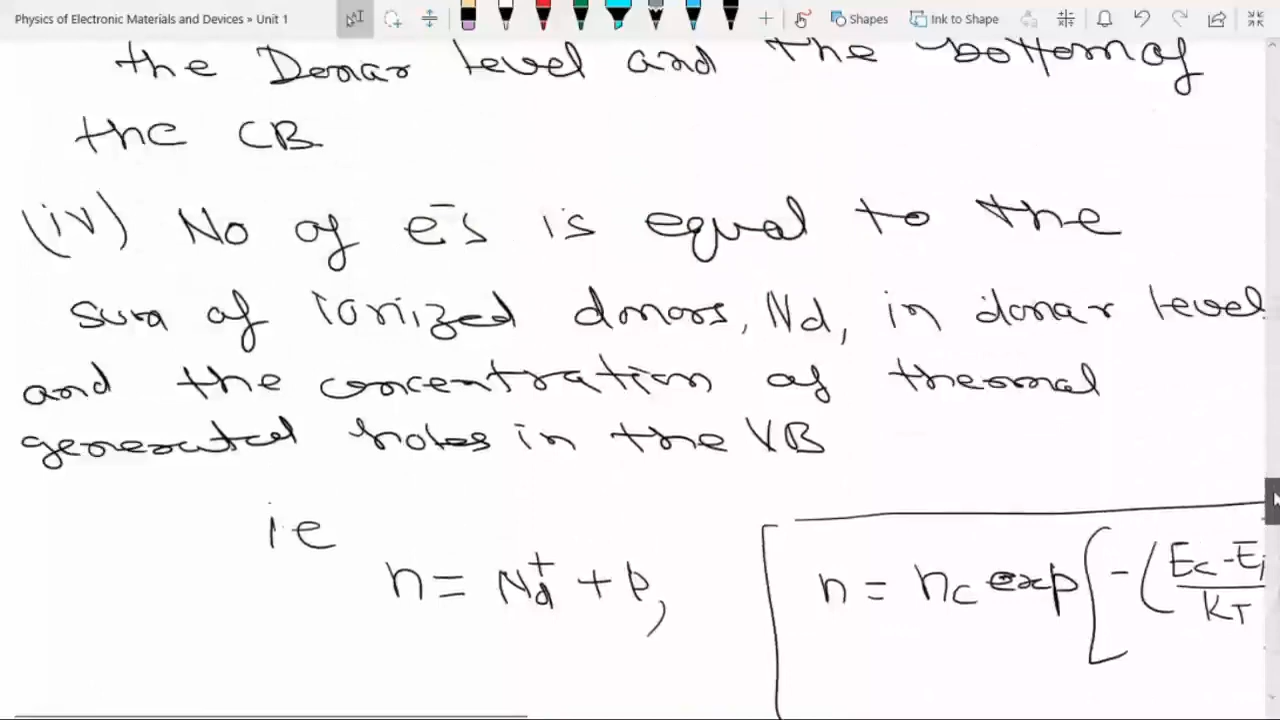 Physics of Electronic Materials and Devices » Unit 1
Shapes
Ink to Shape
the Donar level and the bottom of
the CB
(iv) No of e-s is equal to the
sum of ionized donors, Nd, in donar level
and the concentration of thermal
generated holes in the VB
ie
n = Nd+ + p,
n = nc exp[-(Ec-E
KT